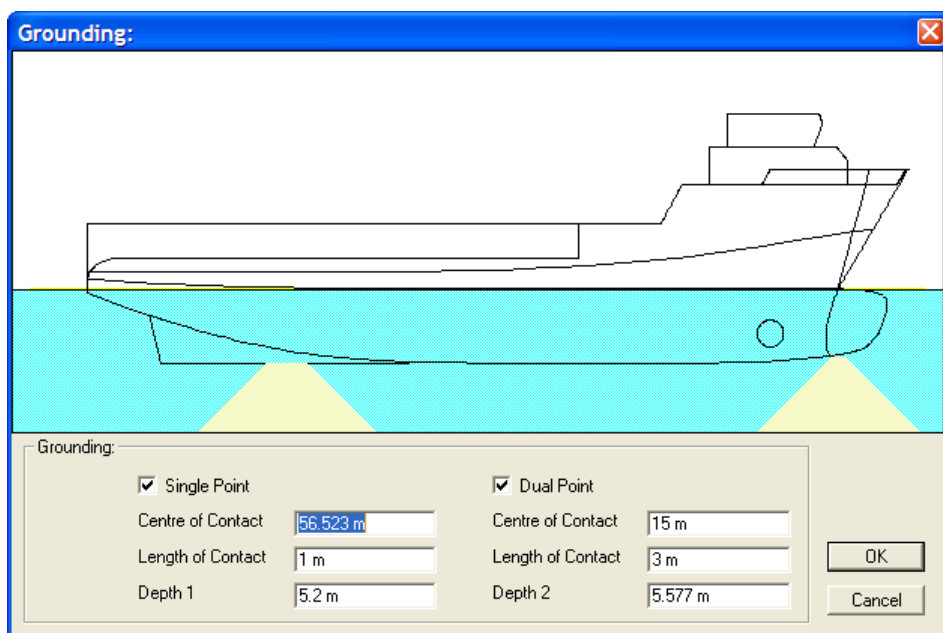 Grounding:
Grounding:
Single Point
Dual Point
Centre of Contact
56.523 m
Centre of Contact
15 m
Length of Contact
1 m
Length of Contact
3 m
Depth 1
5.2 m
Depth 2
5.577 m
OK
Cancel